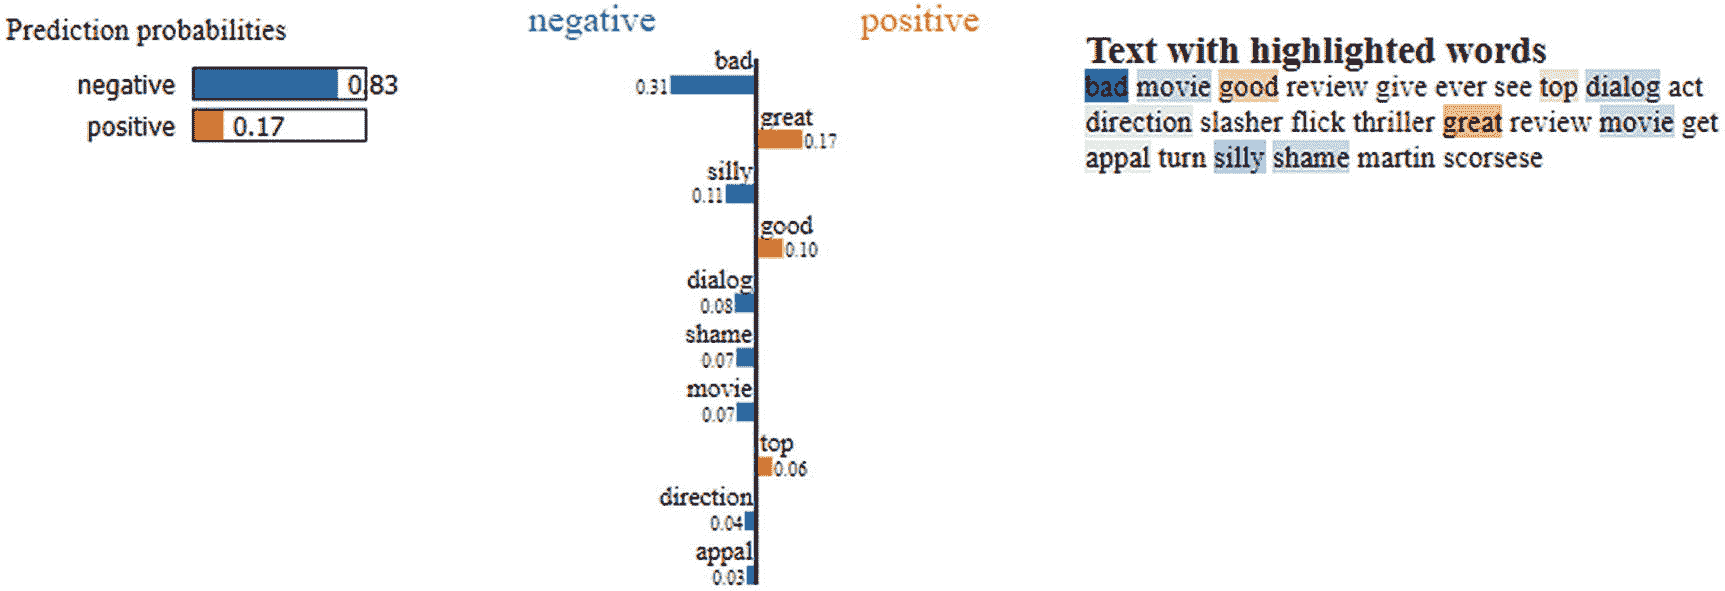 Prediction probabilities
negative 0.83
positive 0.17
negative positive
bad
0.31
great
0.17
silly
0.11
good
0.10
dialog
0.08
shame
0.07
movie
0.07
top
0.06
direction
0.04
appal
0.03
Text with highlighted words
bad movie good review give ever see top dialog act
direction slasher flick thriller great review movie get
appal turn silly shame martin scorsese